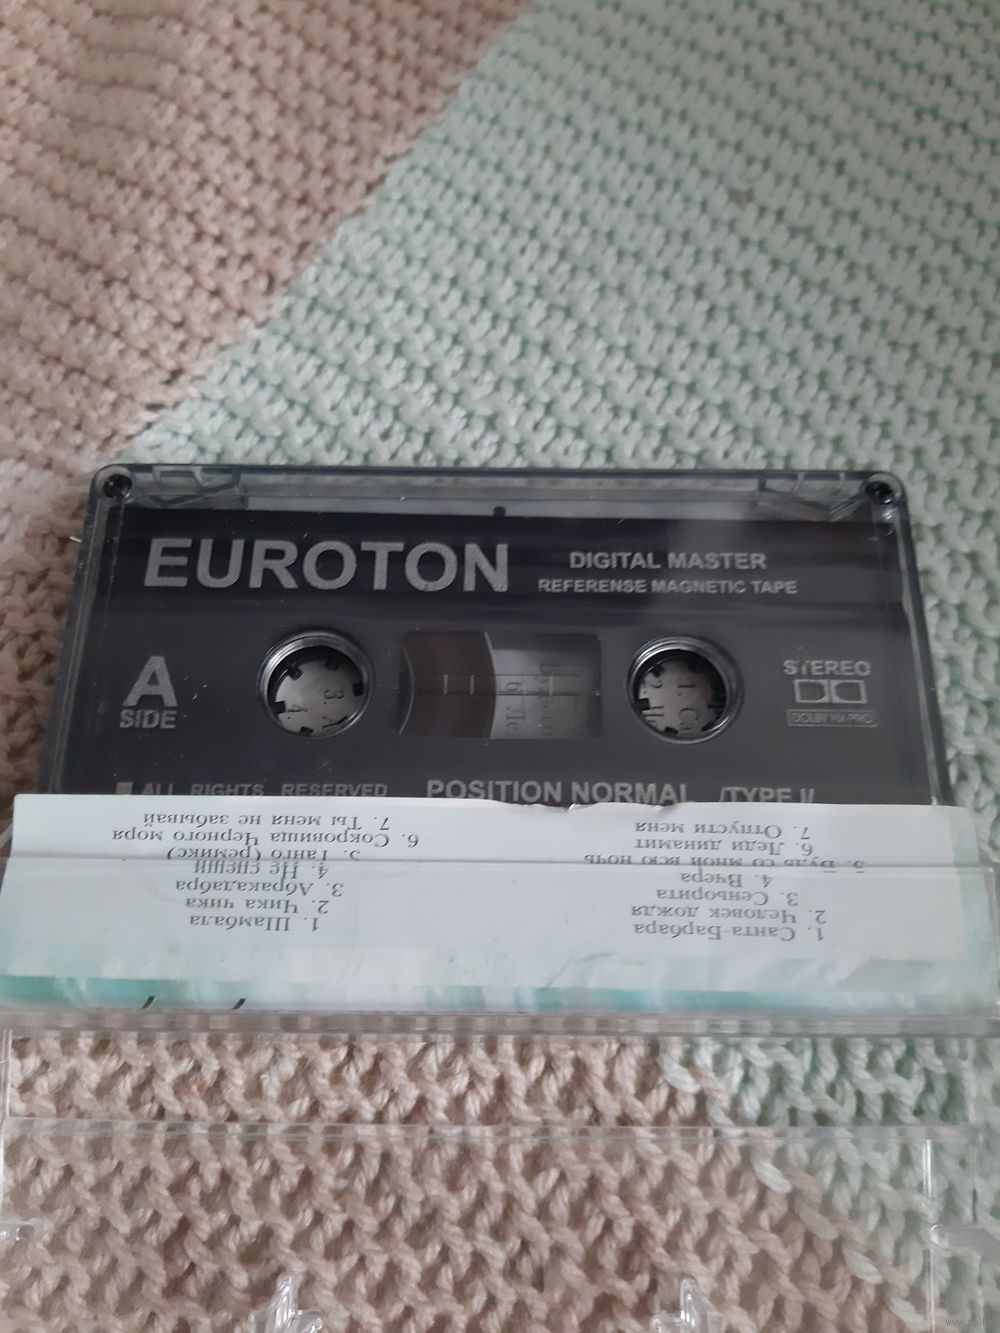 EUROTON
DIGITAL MASTER
REFERENSE MAGNETIC TAPE
A
SIDE
STEREO
DOLBY HX-PRO
ALL RIGHTS RESERVED
POSITION NORMAL /TYPE I/
1. Санта-Барбара
2. Человек дождя
3. Сеньорита
4. Вчера
5. Будь со мной всю ночь
6. Леди динамит
7. Отпусти меня
1. Шамбала
2. Чика чика
3. Абракадабра
4. Не спеши
5. Танго (ремикс)
6. Сокровища Черного моря
7. Ты меня не забывай